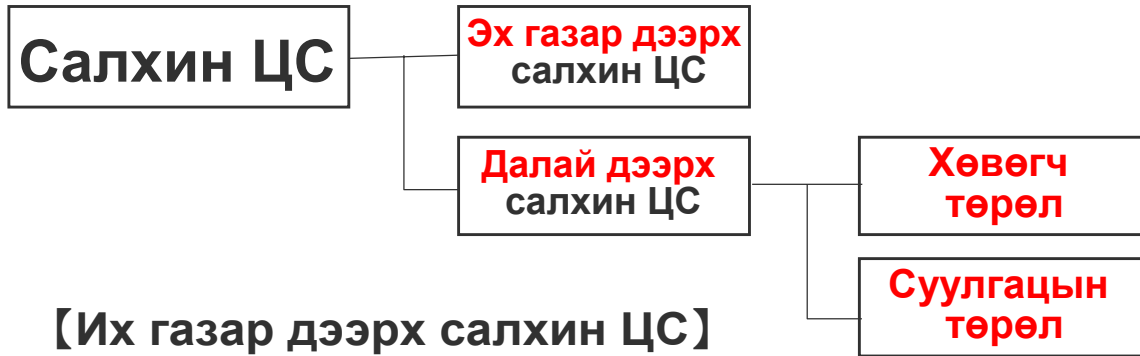 Салхин ЦС
Эх газар дээрх
салхин ЦС
Далай дээрх
салхин ЦС
Хөвөгч
төрөл
Суулгацын
төрөл
【Их газар дээрх салхин ЦС】